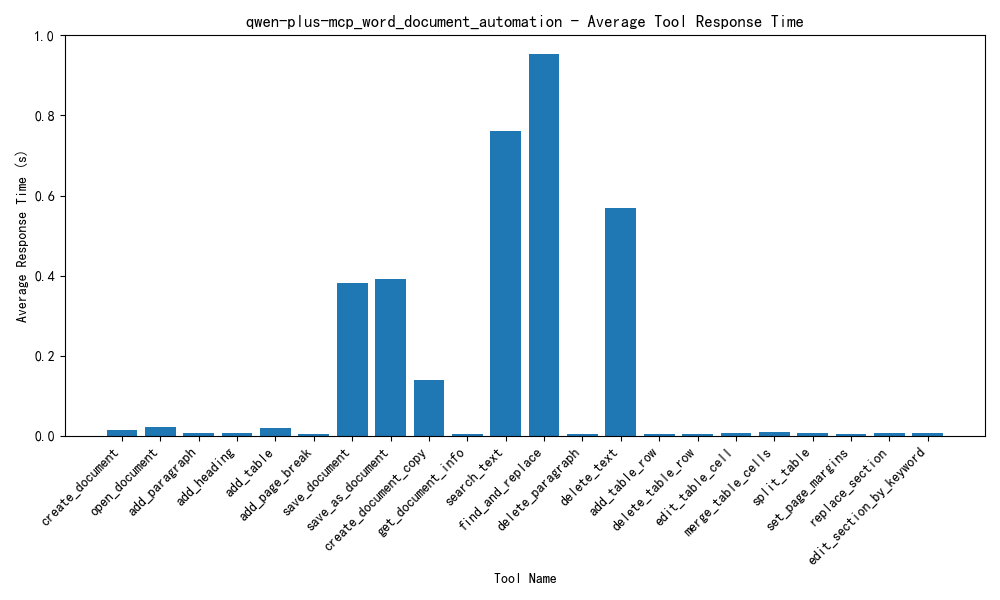 qwen-plus-mcp_word_document_automation - Average Tool Response Time
Average Response Time (s)
1.0
0.8
0.6
0.4
0.2
0.0
create_document
open_document
add_paragraph
add_heading
add_table
add_page_break
save_document
save_as_document
create_document_copy
get_document_info
search_text
find_and_replace
delete_paragraph
delete_text
add_table_row
delete_table_row
edit_table_cell
merge_table_cells
split_table
set_page_margins
replace_section
edit_section_by_keyword
Tool Name